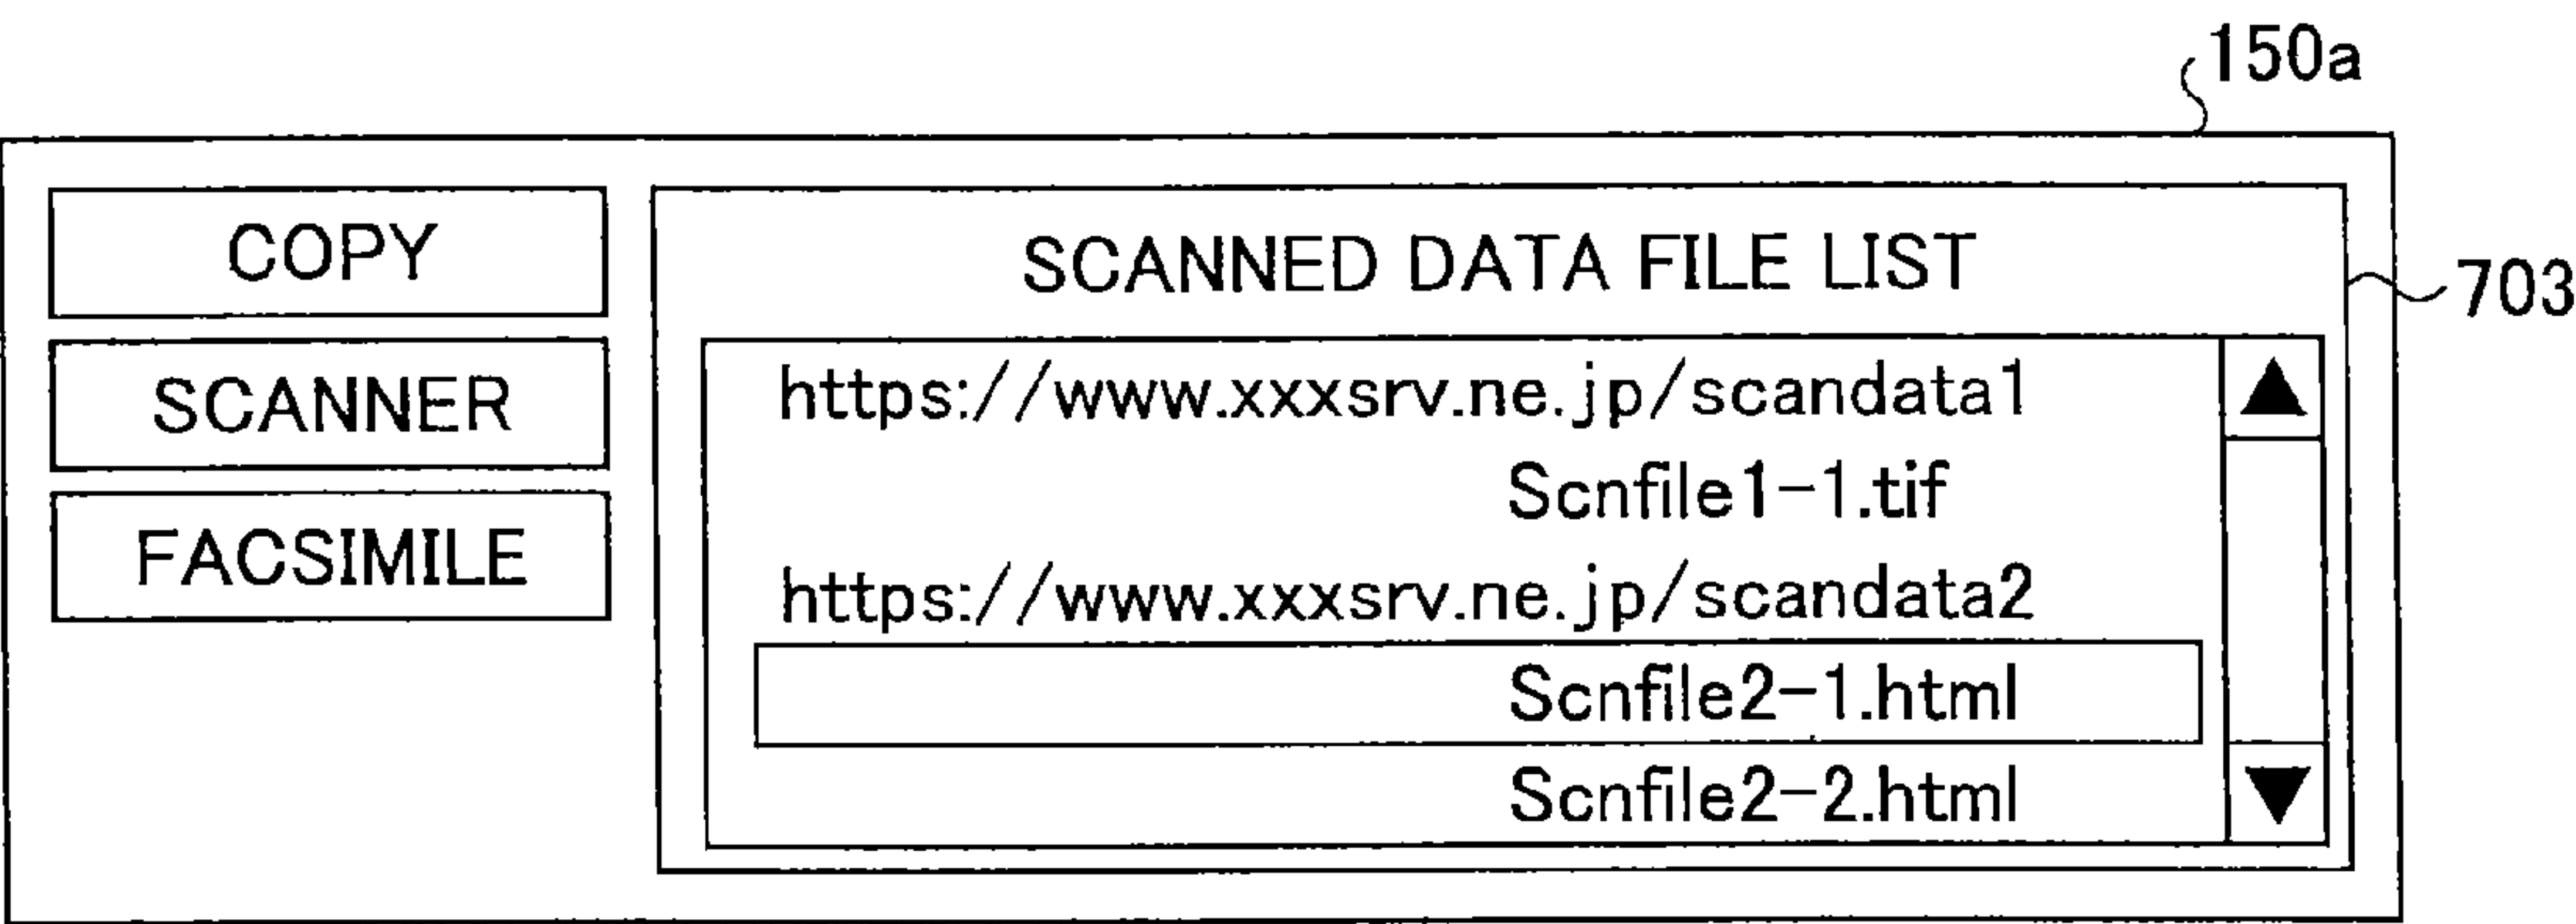 150a
COPY
SCANNER
FACSIMILE
SCANNED DATA FILE LIST
703
https://www.xxxsrv.ne.jp/scandata1
Scnfile1-1.tif
https://www.xxxsrv.ne.jp/scandata2
Scnfile2-1.html
Scnfile2-2.html